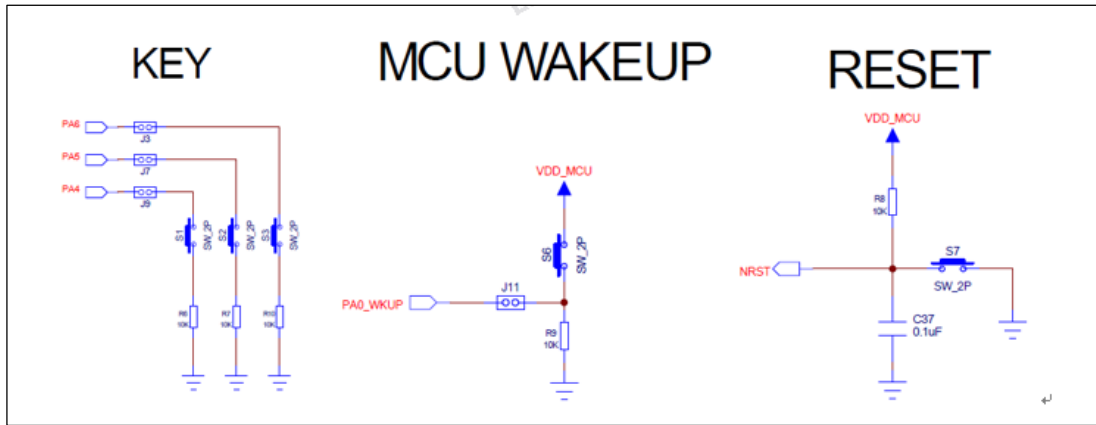 KEY
PA6
J3
PA5
J7
PA4
J9
S1
SW_2P
S2
SW_2P
S3
SW_2P
R6
10K
R7
10K
R10
10K
MCU WAKEUP
VDD_MCU
S6
SW_2P
PA0_WKUP
J11
R9
10K
RESET
VDD_MCU
R8
10K
NRST
S7
SW_2P
C37
0.1uF